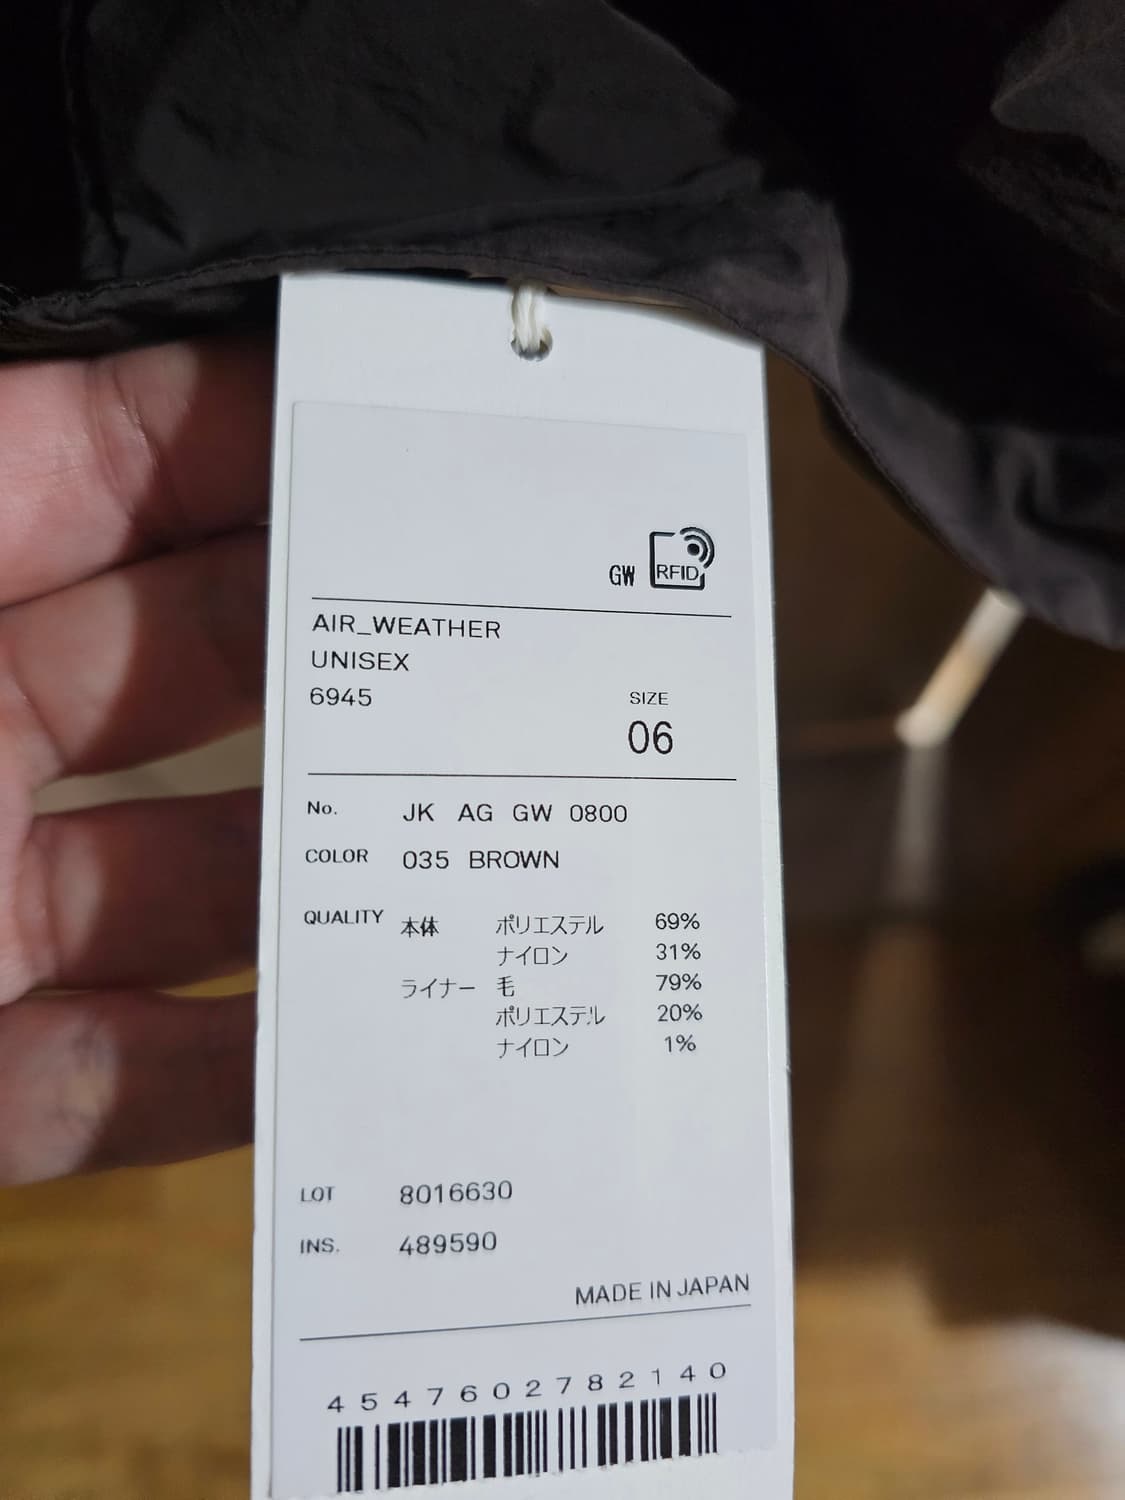 GW RFID
AIR_WEATHER
UNISEX
6945
SIZE
06
No. JK AG GW 0800
COLOR 035 BROWN
QUALITY 本体 ポリエステル 69%
ナイロン 31%
ライナー 毛 79%
ポリエステル 20%
ナイロン 1%
LOT 8016630
INS. 489590
MADE IN JAPAN
4547602782140